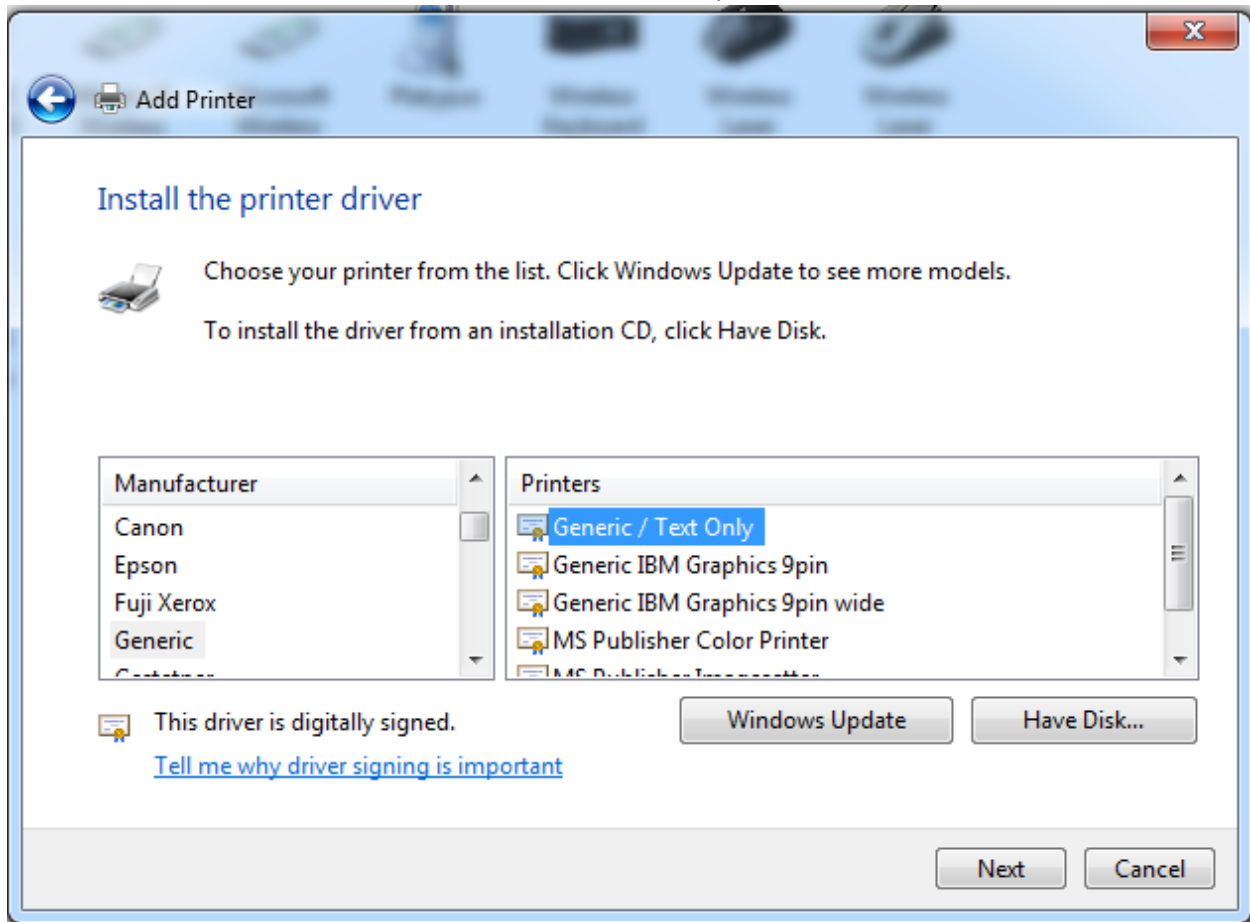 Add Printer
Install the printer driver
Choose your printer from the list. Click Windows Update to see more models.
To install the driver from an installation CD, click Have Disk.
Manufacturer
Canon
Epson
Fuji Xerox
Generic
Printers
Generic / Text Only
Generic IBM Graphics 9pin
Generic IBM Graphics 9pin wide
MS Publisher Color Printer
MS Publisher Imagesetter
This driver is digitally signed.
Tell me why driver signing is important
Windows Update
Have Disk...
Next
Cancel